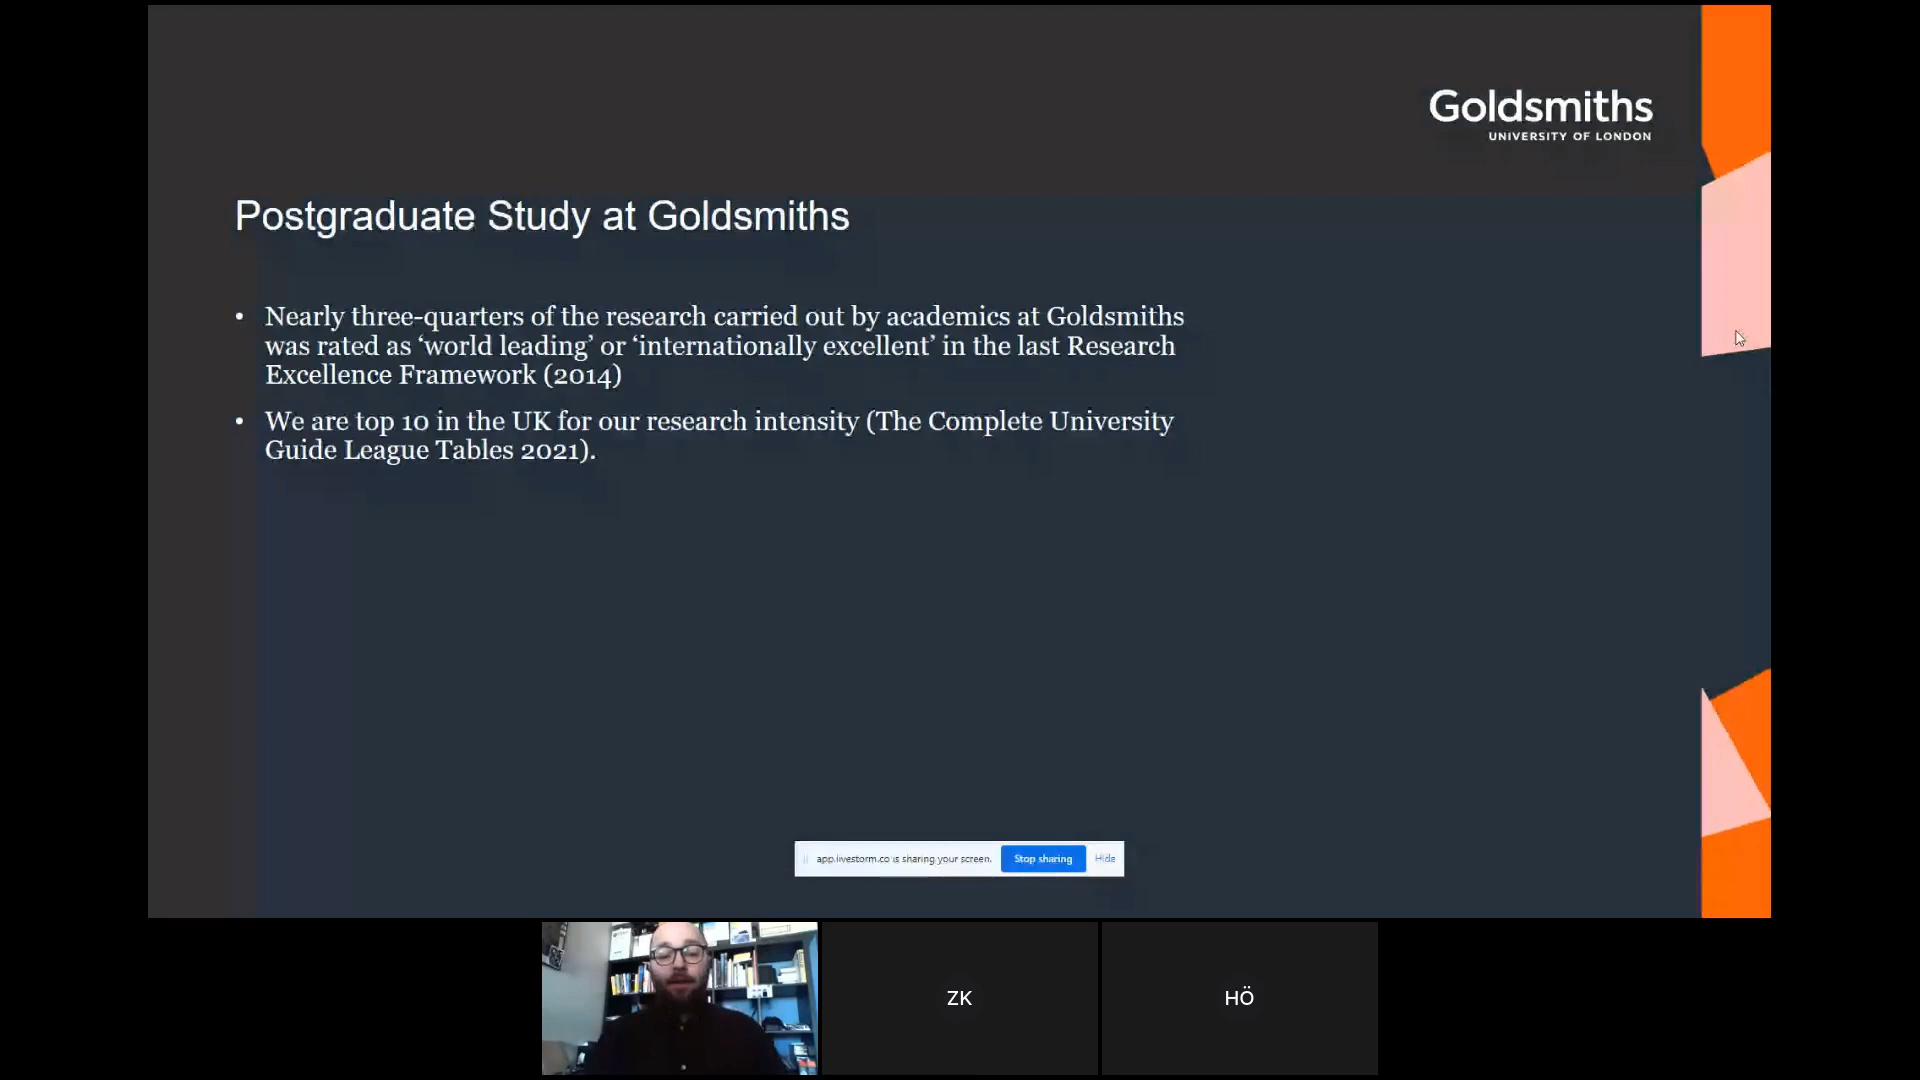 Goldsmiths
UNIVERSITY OF LONDON
Postgraduate Study at Goldsmiths
• Nearly three-quarters of the research carried out by academics at Goldsmiths
was rated as ‘world leading’ or ‘internationally excellent’ in the last Research
Excellence Framework (2014)
• We are top 10 in the UK for our research intensity (The Complete University
Guide League Tables 2021).
app.livestorm.co is sharing your screen. Stop sharing Hide
ZK
HÖ